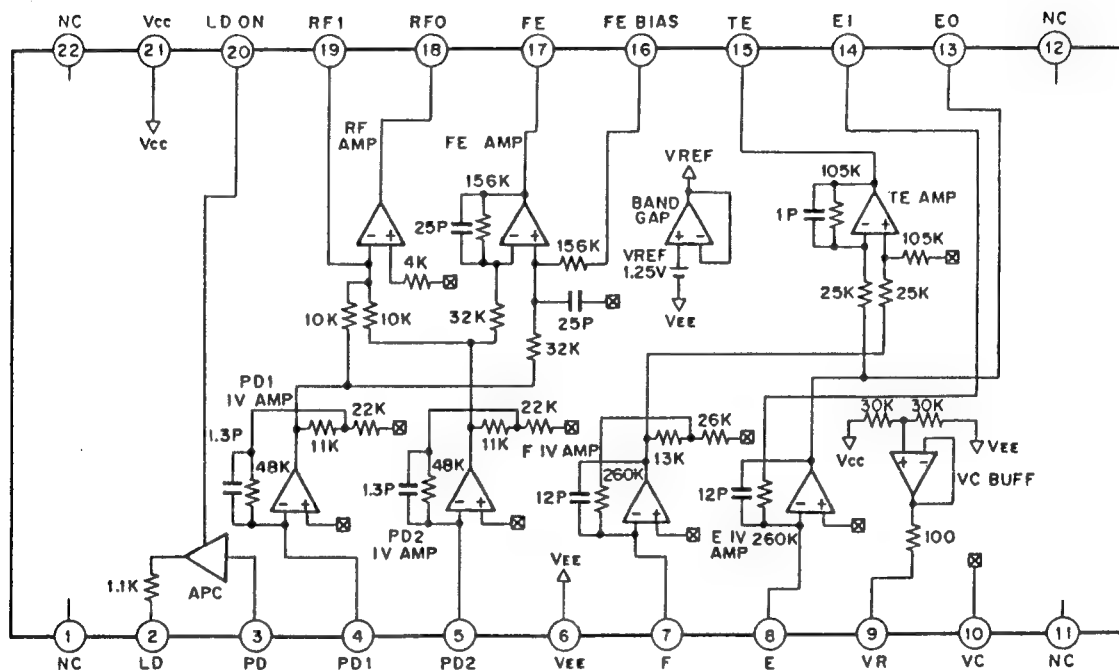 NC Vcc LD ON RF1 RFO FE FE BIAS TE EI EO NC
22 21 20 19 18 17 16 15 14 13 12
Vcc
RF AMP
FE AMP
156K
25P
4K
156K
10K
10K
32K
25P
32K
VREF
BAND GAP
VREF 1.25V
VEE
105K
1P
TE AMP
105K
25K
25K
PD1 IV AMP
22K
11K
1.3P
48K
22K
11K
F IV AMP
1.3P
48K
PD2 IV AMP
26K
13K
260K
12P
12P
E IV AMP
260K
30K 30K
Vcc
VEE
VC BUFF
100
VEE
APC
1.1K
1 2 3 4 5 6 7 8 9 10 11
NC LD PD PD1 PD2 VEE F E VR VC NC